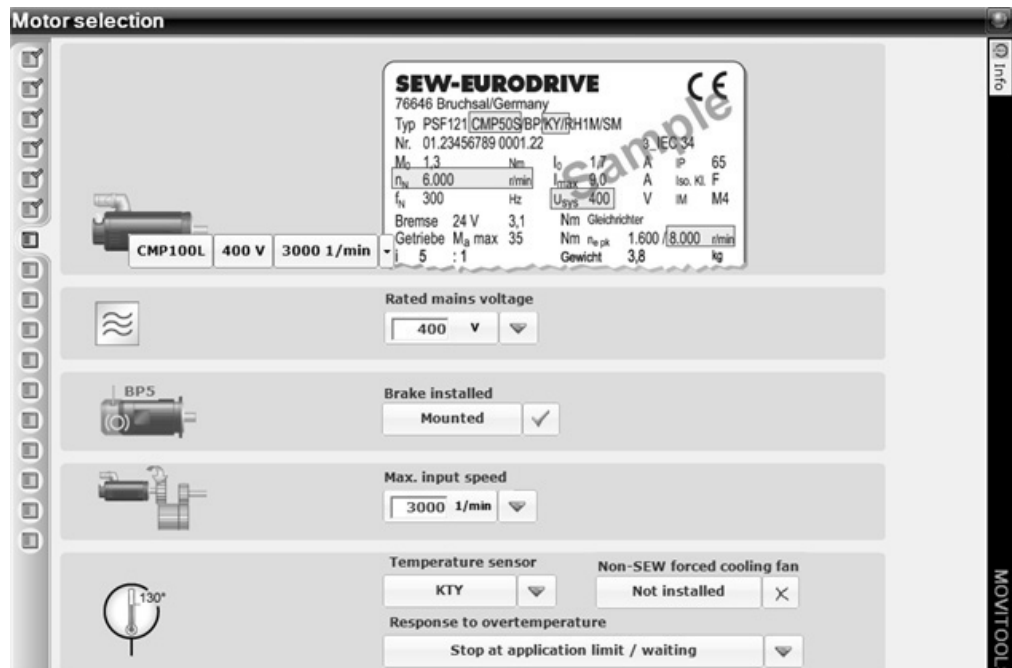 Motor selection
Info
SEW-EURODRIVE CE
76646 Bruchsal/Germany
Typ PSF121 CMP50S/BP/KY/RH1M/SM
Nr. 01.23456789 0001.22 3_IEC 34
M0 1,3 Nm I0 1,7 A IP 65
nN 6.000 r/min Imax 9,0 A Iso. Kl. F
fN 300 Hz Usys 400 V IM M4
Bremse 24 V 3,1 Nm Gleichrichter
Getriebe Ma max 35 Nm ne pk 1.600 / 8.000 r/min
i 5 :1 Gewicht 3,8 kg
Sample
CMP100L 400 V 3000 1/min
Rated mains voltage
400 V
BP5
Brake installed
Mounted
Max. input speed
3000 1/min
Temperature sensor Non-SEW forced cooling fan
130°
KTY Not installed
Response to overtemperature
Stop at application limit / waiting
MOVITOOL